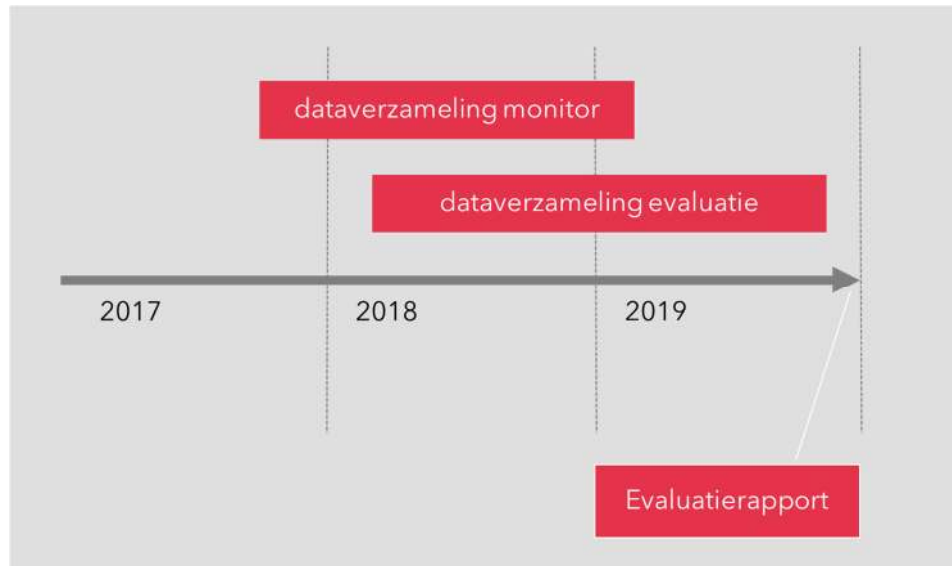 dataverzameling monitor
dataverzameling evaluatie
2017
2018
2019
Evaluatierapport